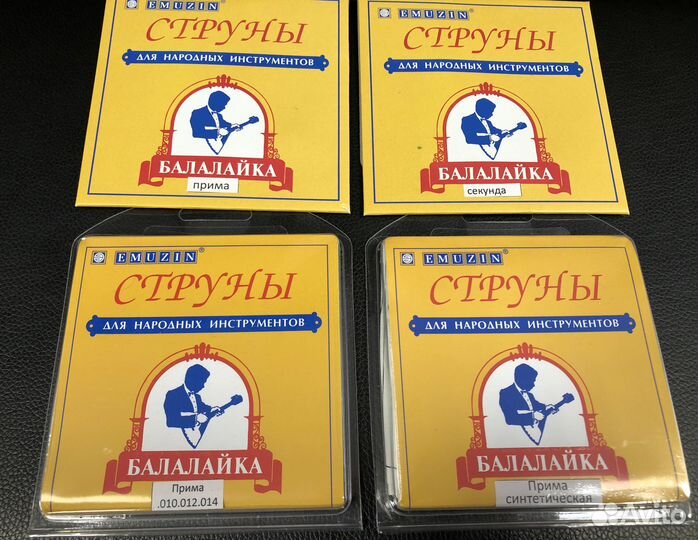 EMUZIN®
СТРУНЫ
ДЛЯ НАРОДНЫХ ИНСТРУМЕНТОВ
БАЛАЛАЙКА
прима
EMUZIN®
СТРУНЫ
ДЛЯ НАРОДНЫХ ИНСТРУМЕНТОВ
БАЛАЛАЙКА
секунда
EMUZIN®
СТРУНЫ
ДЛЯ НАРОДНЫХ ИНСТРУМЕНТОВ
БАЛАЛАЙКА
Прима
.010.012.014
EMUZIN®
СТРУНЫ
ДЛЯ НАРОДНЫХ ИНСТРУМЕНТОВ
БАЛАЛАЙКА
Прима
синтетическая
Avito